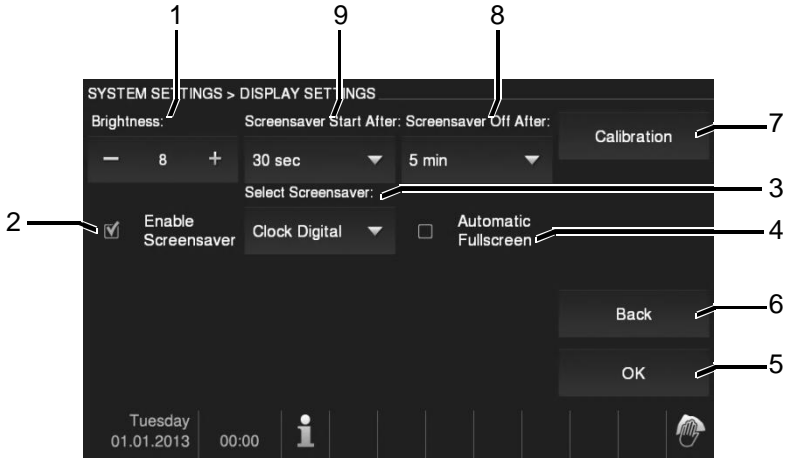 1 9 8
SYSTEM SETTINGS > DISPLAY SETTINGS
Brightness: Screensaver Start After: Screensaver Off After:
Calibration 7
− 8 + 30 sec 5 min
Select Screensaver: 3
2 Enable Screensaver Clock Digital Automatic Fullscreen 4
Back 6
OK 5
Tuesday
01.01.2013 00:00 i